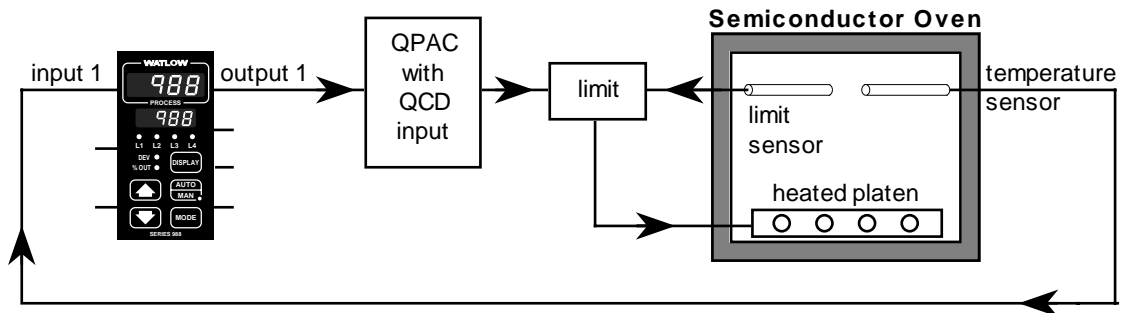 Semiconductor Oven
input 1
WATLOW
988
PROCESS
988
L1 L2 L3 L4
DEV
% OUT
DISPLAY
AUTO
MAN
MODE
SERIES 988
output 1
QPAC
with
QCD
input
limit
limit
sensor
heated platen
temperature
sensor